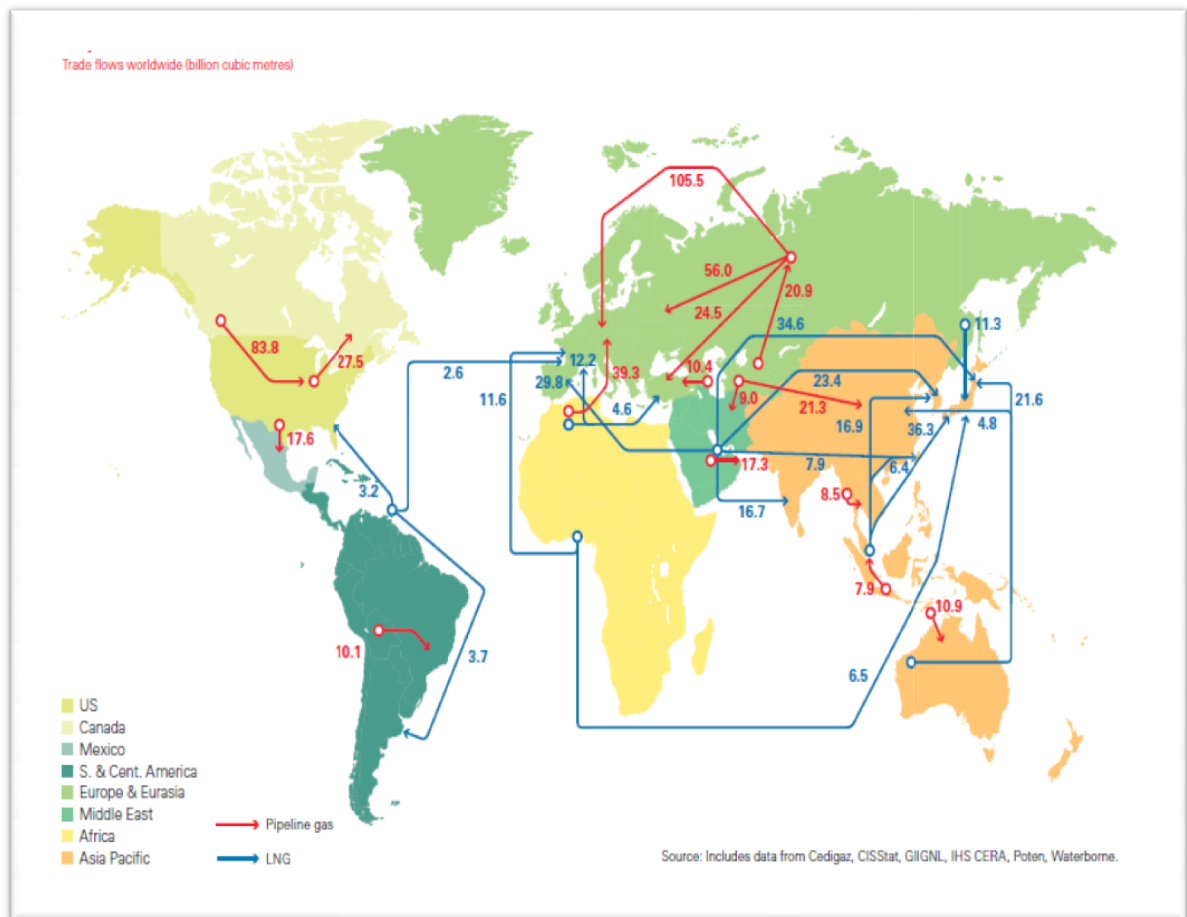 Trade flows worldwide (billion cubic metres)
105.5
56.0
20.9
24.5
34.6
11.3
83.8
27.5
2.6
12.2
39.3
10.4
29.8
23.4
11.6
4.6
9.0
21.3
21.6
17.6
16.9
36.3
4.8
17.3
7.9
6.4
3.2
16.7
8.5
7.9
10.9
10.1
3.7
6.5
US
Canada
Mexico
S. & Cent. America
Europe & Eurasia
Middle East
Africa
Asia Pacific
Pipeline gas
LNG
Source: Includes data from Cedigaz, CISStat, GIIGNL, IHS CERA, Poten, Waterborne.